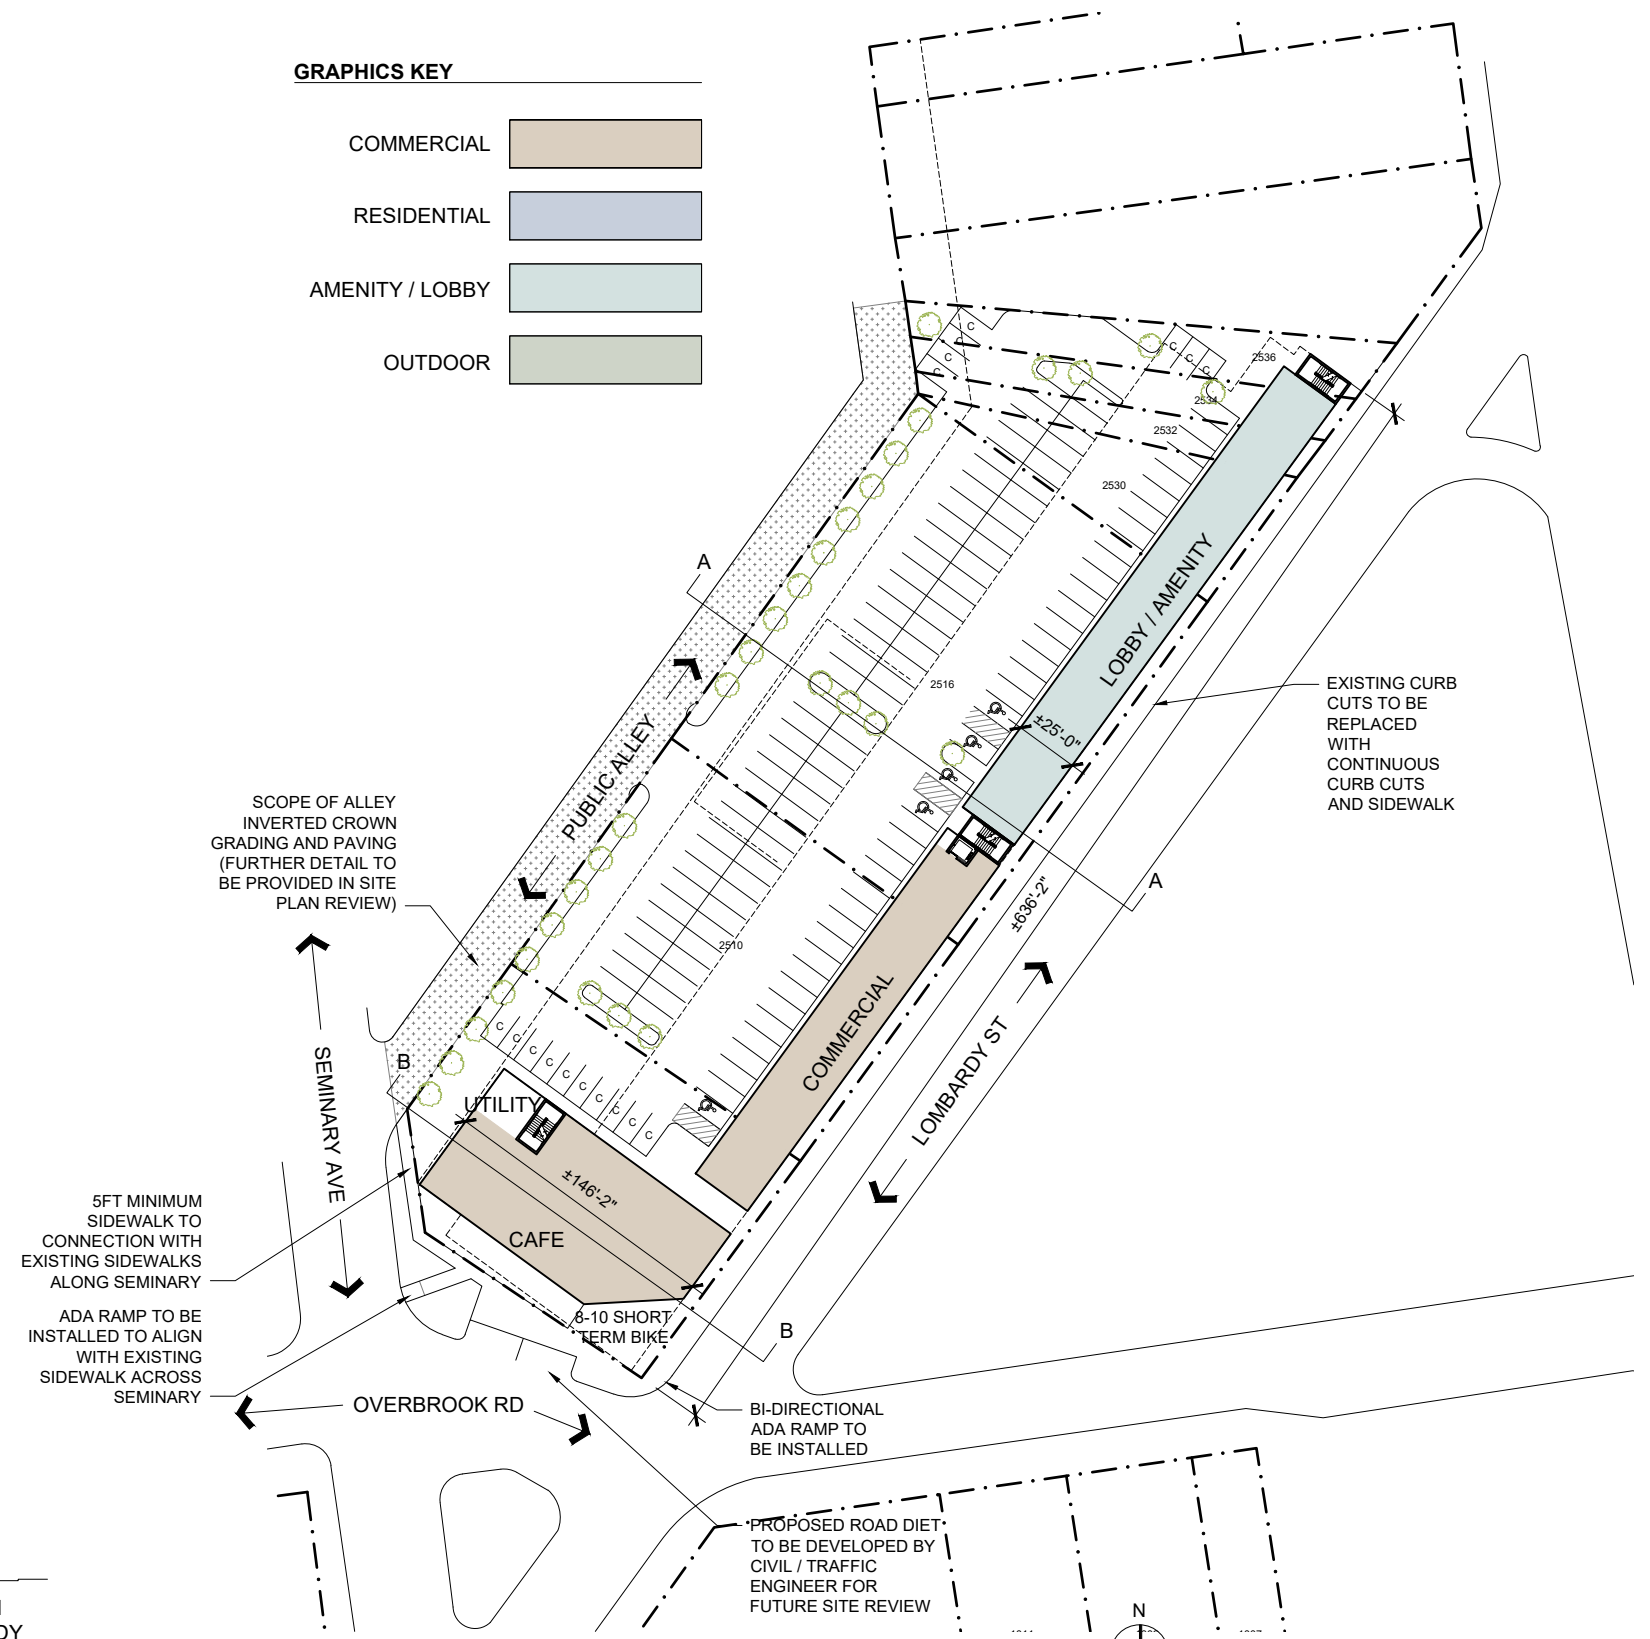 GRAPHICS KEY
COMMERCIAL
RESIDENTIAL
AMENITY / LOBBY
OUTDOOR
C
C
C
C
C
C
C
2536
2534
2532
2530
A
LOBBY / AMENITY
2516
±25'-0"
EXISTING CURB
CUTS TO BE
REPLACED
WITH
CONTINUOUS
CURB CUTS
AND SIDEWALK
PUBLIC ALLEY
SCOPE OF ALLEY
INVERTED CROWN
GRADING AND PAVING
(FURTHER DETAIL TO
BE PROVIDED IN SITE
PLAN REVIEW)
A
±636'-2"
2510
COMMERCIAL
LOMBARDY ST
SEMINARY AVE
B
C
C
C
C
C
C
C
C
C
UTILITY
±146'-2"
CAFE
5FT MINIMUM
SIDEWALK TO
CONNECTION WITH
EXISTING SIDEWALKS
ALONG SEMINARY
ADA RAMP TO BE
INSTALLED TO ALIGN
WITH EXISTING
SIDEWALK ACROSS
SEMINARY
8-10 SHORT
TERM BIKE
B
OVERBROOK RD
BI-DIRECTIONAL
ADA RAMP TO
BE INSTALLED
PROPOSED ROAD DIET
TO BE DEVELOPED BY
CIVIL / TRAFFIC
ENGINEER FOR
FUTURE SITE REVIEW
N